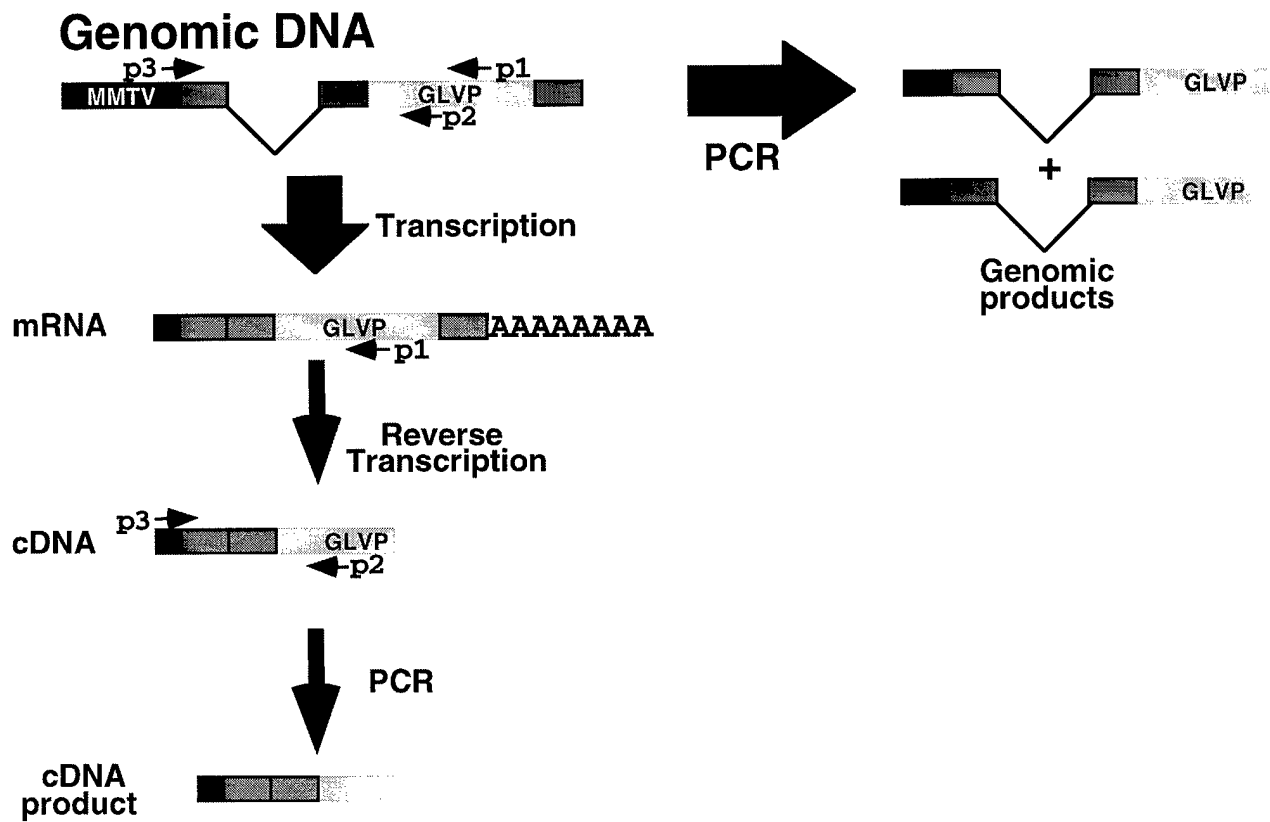 Genomic DNA
p3
p1
MMTV
GLVP
p2
PCR
GLVP
+
GLVP
Genomic
products
Transcription
mRNA
GLVP
AAAAAAAA
p1
Reverse
Transcription
p3
cDNA
GLVP
p2
PCR
cDNA
product